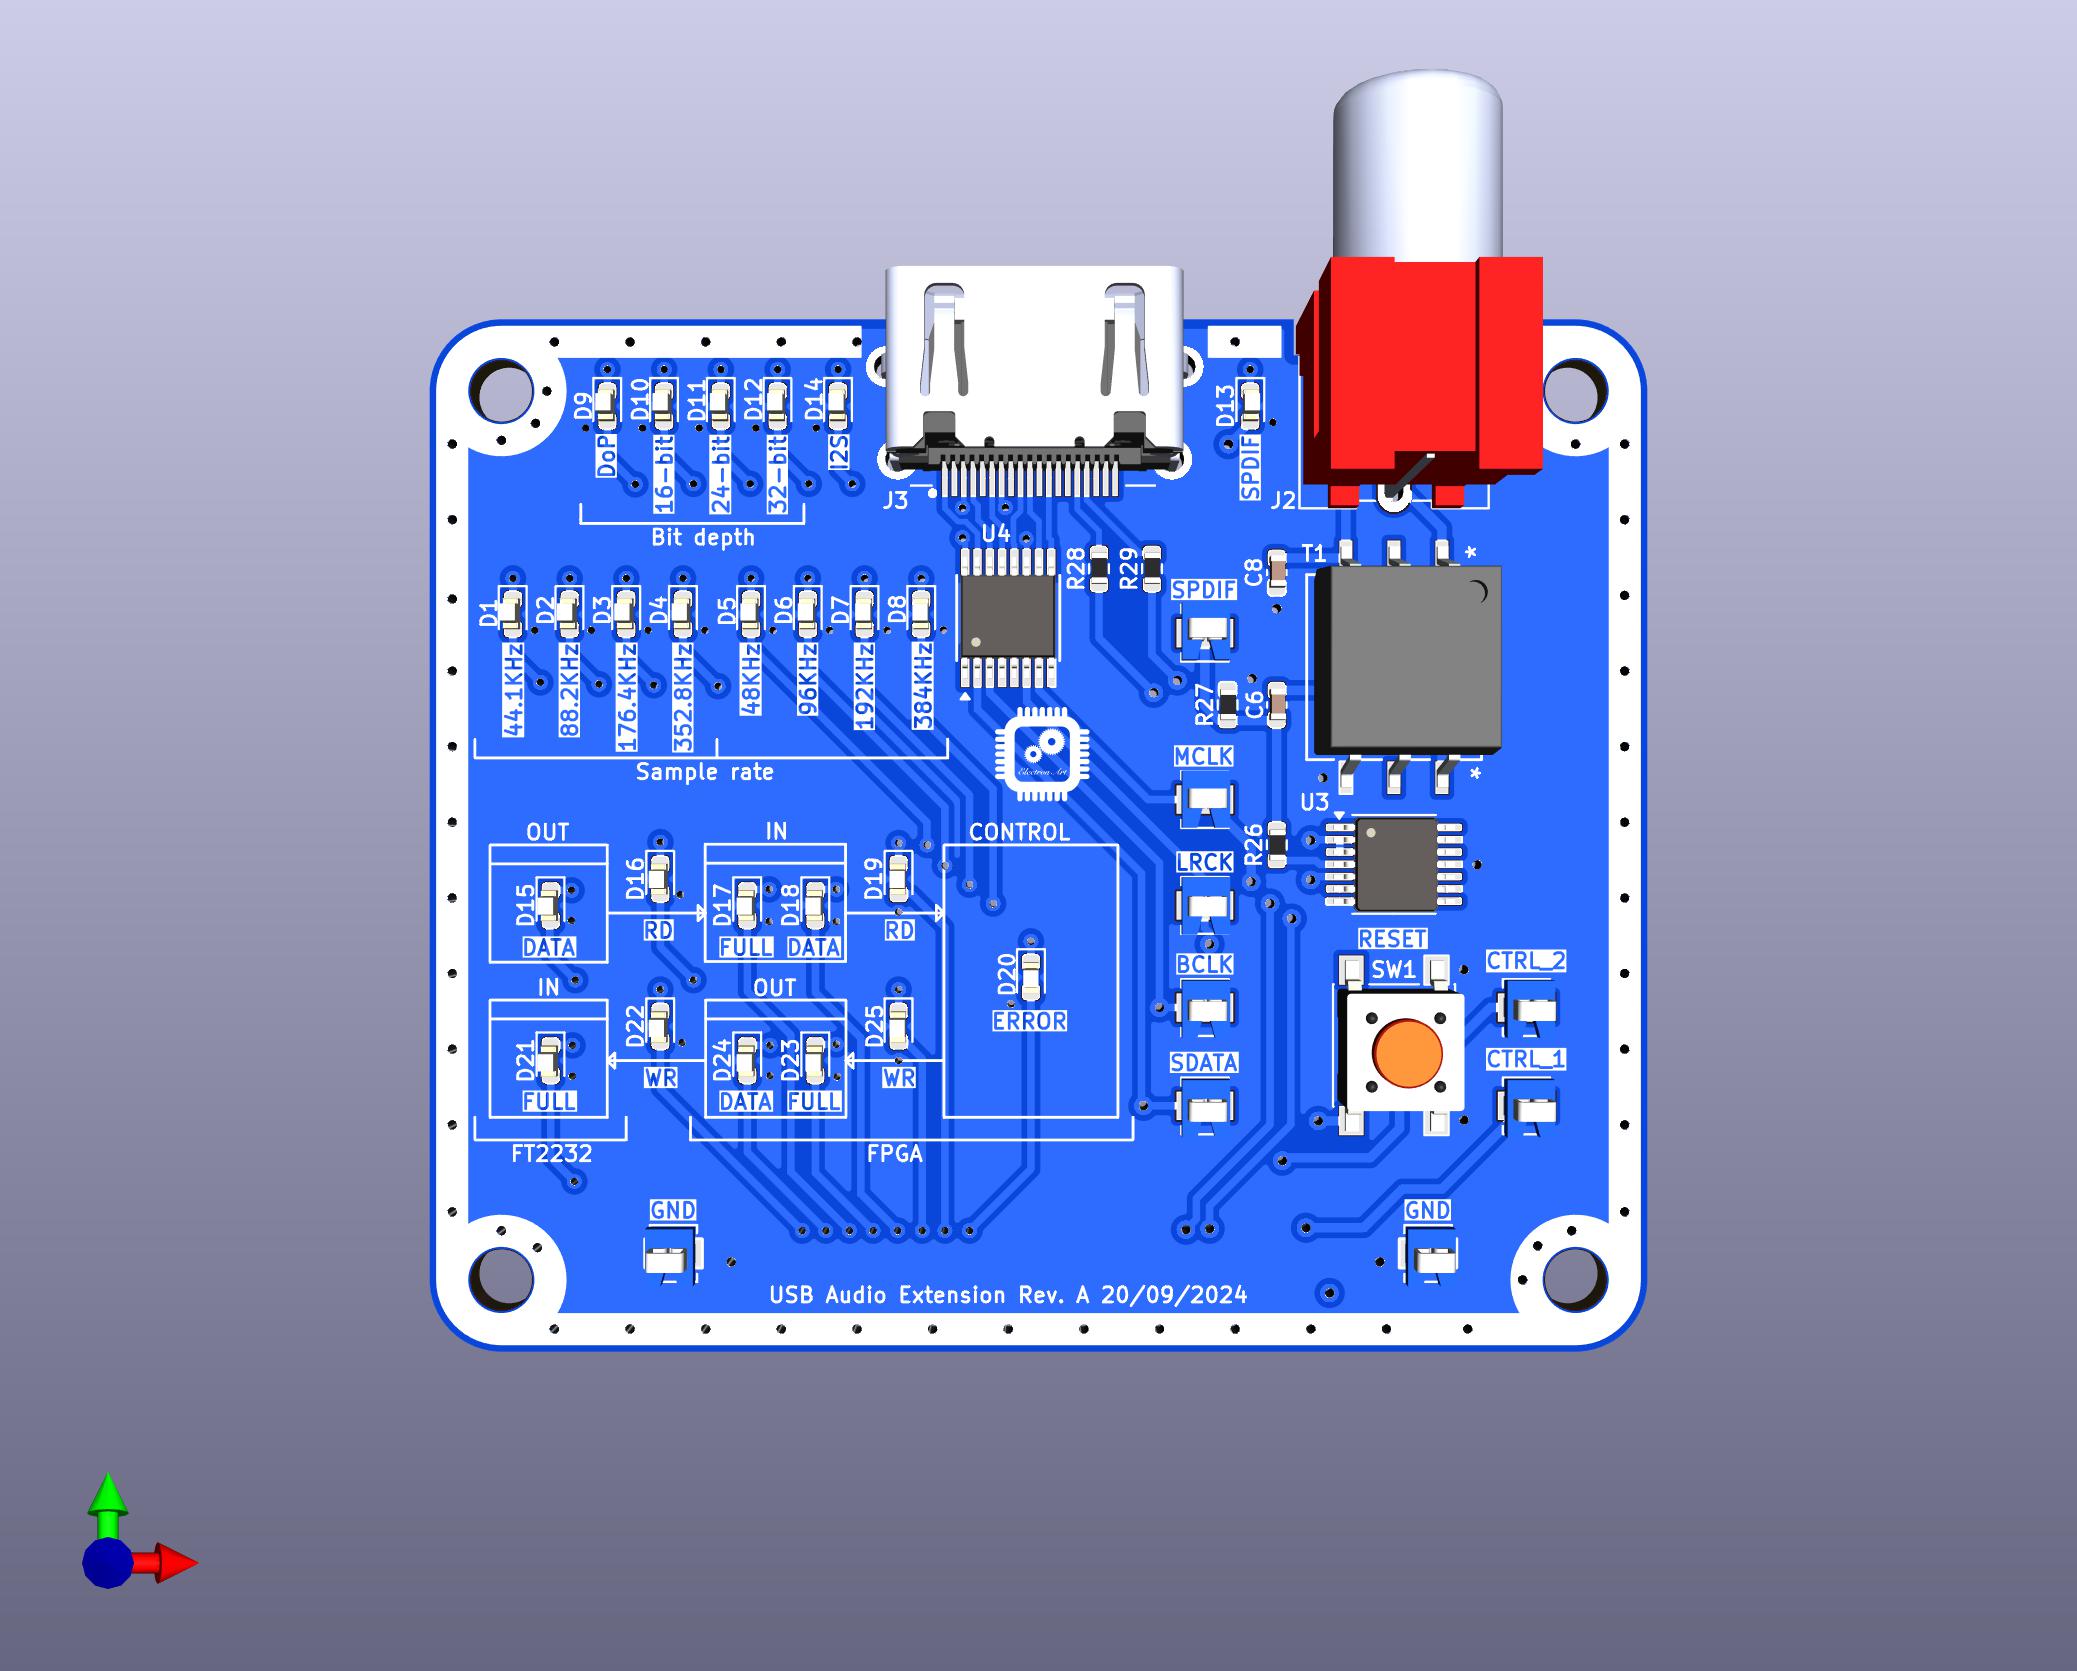 D9
D10
D11
D12
D14
D13
DoP
16-bit
24-bit
32-bit
I2S
SPDIF
J3
J2
Bit depth
U4
R28
R29
C8
T1
*
SPDIF
D1
D2
D3
D4
D5
D6
D7
D8
44.1KHz
88.2KHz
176.4KHz
352.8KHz
48KHz
96KHz
192KHz
384KHz
R27
C6
Sample rate
Electron Art
MCLK
*
U3
OUT
IN
CONTROL
R26
LRCK
D16
D19
D15
D17
D18
RD
RD
DATA
FULL
DATA
RESET
BCLK
SW1
CTRL_2
D20
IN
OUT
ERROR
D22
D25
D21
D24
D23
SDATA
CTRL_1
WR
WR
FULL
DATA
FULL
FT2232
FPGA
GND
GND
USB Audio Extension Rev. A 20/09/2024